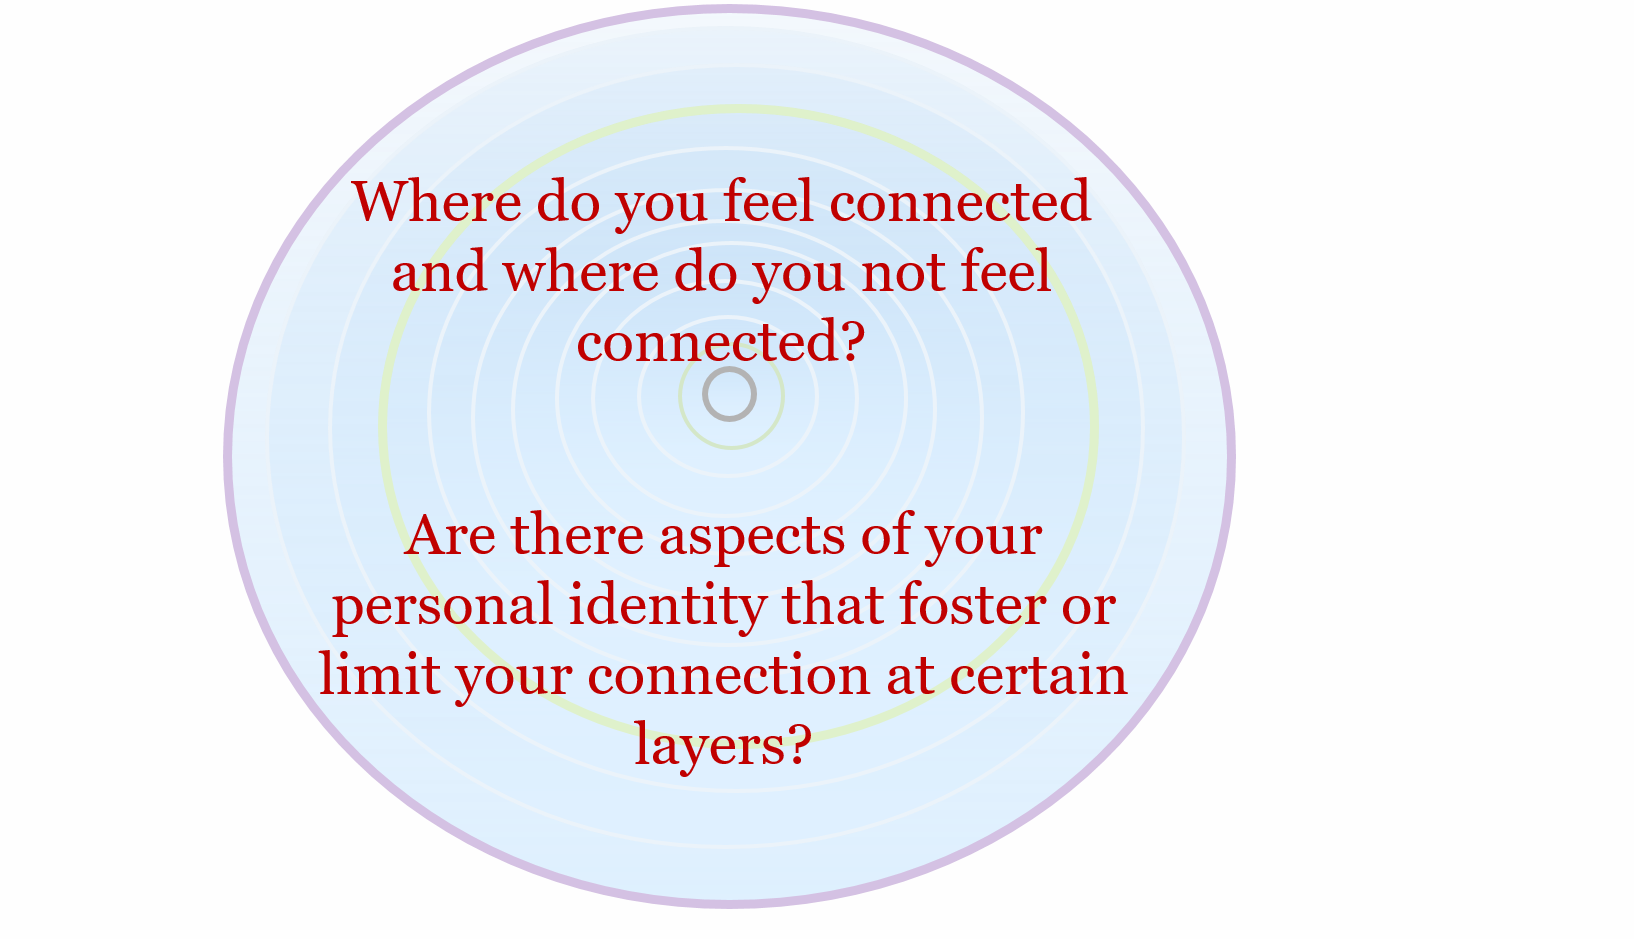 Where do you feel connected
and where do you not feel
connected?
Are there aspects of your
personal identity that foster or
limit your connection at certain
layers?